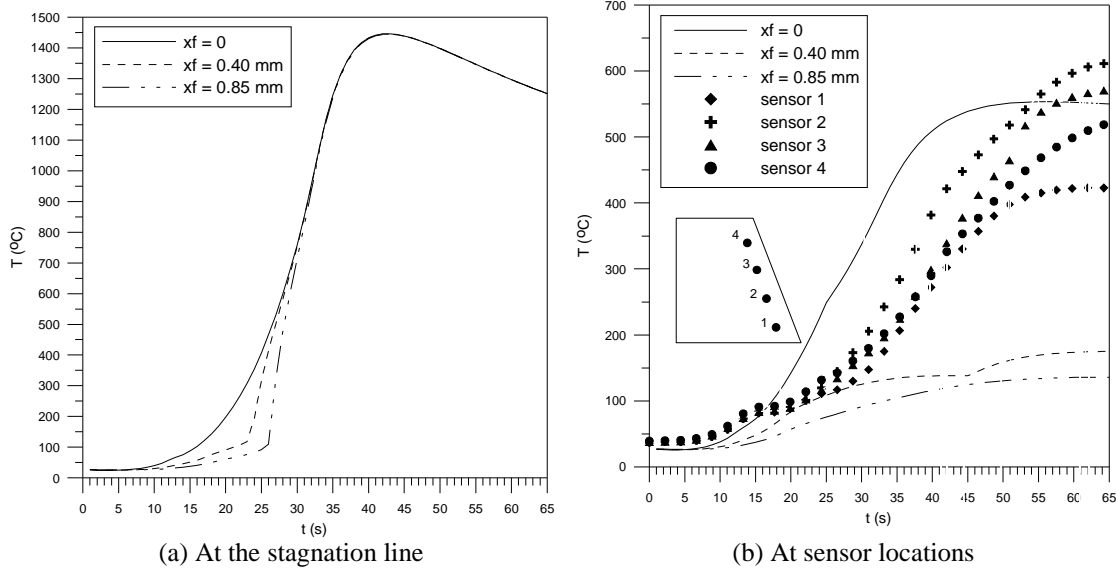 1500
1400
1300
1200
1100
1000
900
800
700
600
500
400
300
200
100
0
T (ºC)
xf = 0
xf = 0.40 mm
xf = 0.85 mm
0 5 10 15 20 25 30 35 40 45 50 55 60 65
t (s)
(a) At the stagnation line
700
600
500
400
300
200
100
0
T (ºC)
xf = 0
xf = 0.40 mm
xf = 0.85 mm
sensor 1
sensor 2
sensor 3
sensor 4
4
3
2
1
0 5 10 15 20 25 30 35 40 45 50 55 60 65
t (s)
(b) At sensor locations